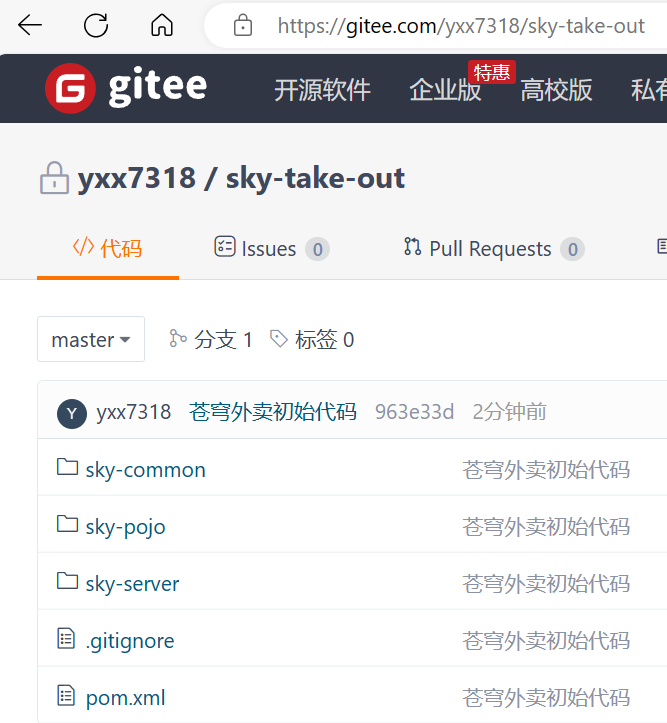 https://gitee.com/yxx7318/sky-take-out
G gitee 开源软件 企业版 特惠 高校版 私有
yxx7318 / sky-take-out
代码 Issues 0 Pull Requests 0
master 分支 1 标签 0
Y yxx7318 苍穹外卖初始代码 963e33d 2分钟前
sky-common 苍穹外卖初始代码
sky-pojo 苍穹外卖初始代码
sky-server 苍穹外卖初始代码
.gitignore 苍穹外卖初始代码
pom.xml 苍穹外卖初始代码